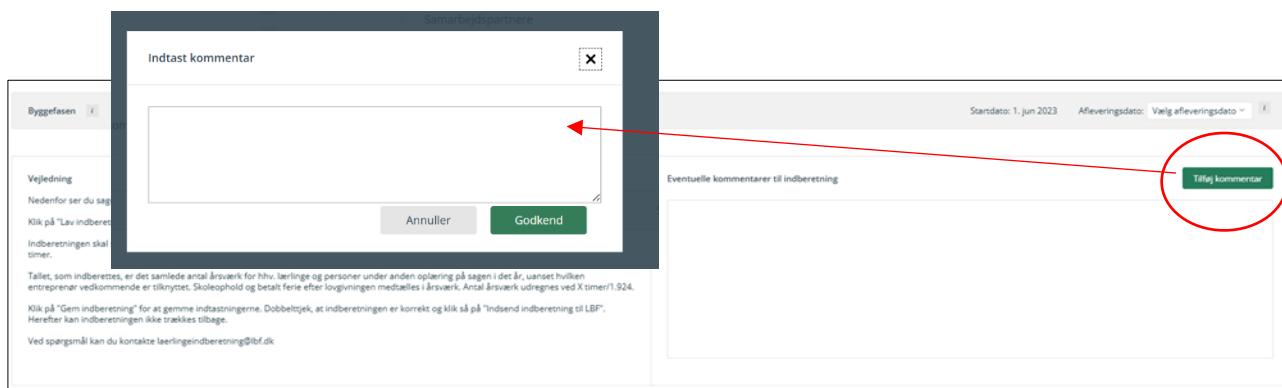 Samarbejdspartnere
Indtast kommentar
Annuller
Godkend
Byggefasen
Startdato: 1. jun 2023
Afleveringsdato: Vælg afleveringsdato
Vejledning
Nedenfor ser du
Klik på "Lav indberet
Indberetningen skal
timer.
Tallet, som indberettes, er det samlede antal årsværk for hhv. lærlinge og personer under anden oplæring på sagen i det år, uanset hvilken
entreprenør vedkommende er tilknyttet. Skoleophold og betalt ferie efter lovgivningen medtælles i årsværk. Antal årsværk udregnes ved X timer/1.924.
Klik på "Gem indberetning" for at gemme indtastningerne. Dobbelttjek, at indberetningen er korrekt og klik så på "Indsend indberetning til LBF".
Herefter kan indberetningen ikke trækkes tilbage.
Ved spørgsmål kan du kontakte laerlingeindberetning@lbf.dk
Eventuelle kommentarer til indberetning
Tilføj kommentar